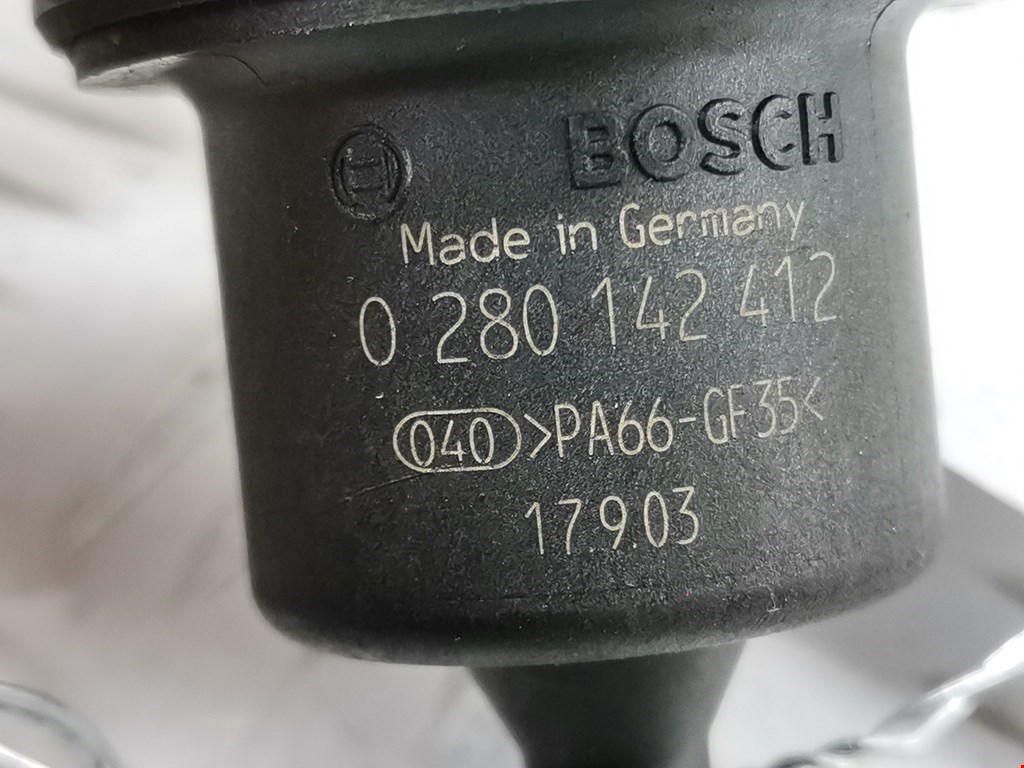 BOSCH
Made in Germany
0 280 142 412
040 >PA66-GF35<
17.9.03